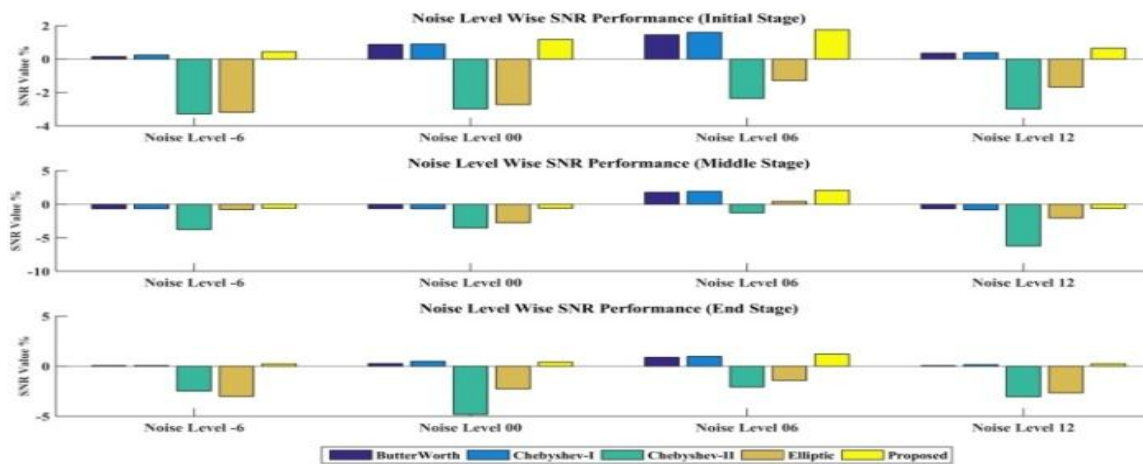 Noise Level Wise SNR Performance (Initial Stage)
SNR Value %
2
0
-2
-4
Noise Level -6 Noise Level 00 Noise Level 06 Noise Level 12
Noise Level Wise SNR Performance (Middle Stage)
SNR Value %
5
0
-5
-10
Noise Level -6 Noise Level 00 Noise Level 06 Noise Level 12
Noise Level Wise SNR Performance (End Stage)
SNR Value %
5
0
-5
Noise Level -6 Noise Level 00 Noise Level 06 Noise Level 12
ButterWorth Chebyshev-I Chebyshev-II Elliptic Proposed